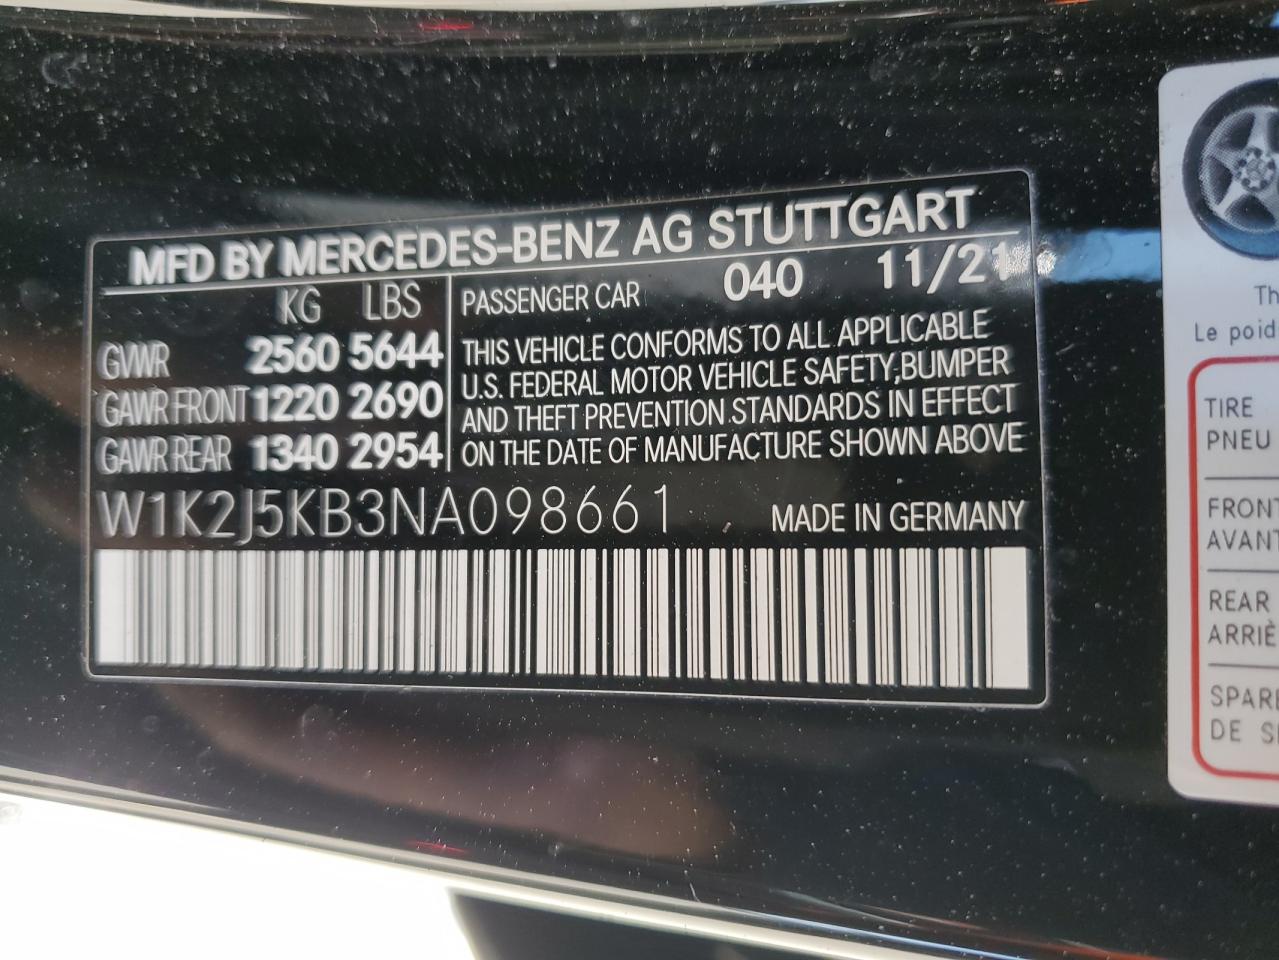 MFD BY MERCEDES-BENZ AG STUTTGART
KG LBS
GVWR 2560 5644
GAWR FRONT 1220 2690
GAWR REAR 1340 2954
PASSENGER CAR 040 11/21
THIS VEHICLE CONFORMS TO ALL APPLICABLE
U.S. FEDERAL MOTOR VEHICLE SAFETY, BUMPER
AND THEFT PREVENTION STANDARDS IN EFFECT
ON THE DATE OF MANUFACTURE SHOWN ABOVE
W1K2J5KB3NA098661
MADE IN GERMANY
Th
Le poid
TIRE
PNEU
FRONT
AVANT
REAR
ARRIÈ
SPARE
DE S